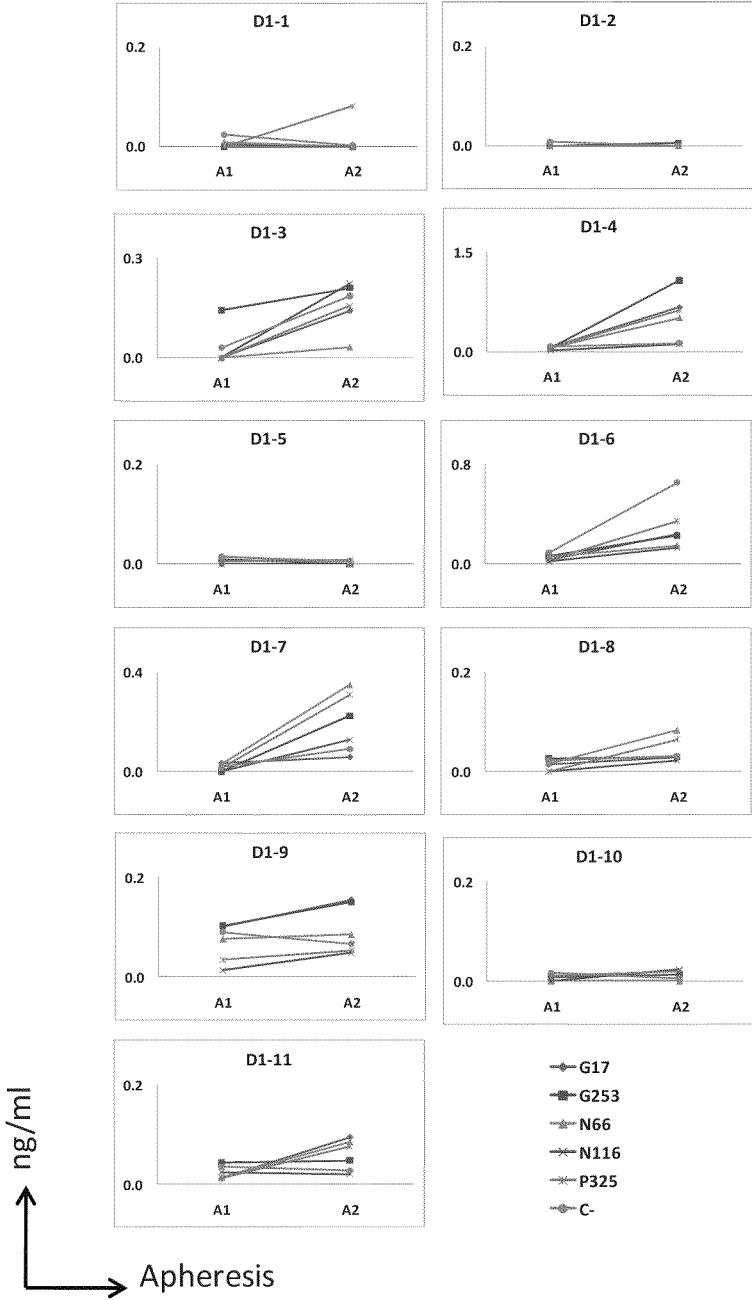 D1-1
0.2
0.0
A1 A2
D1-2
0.2
0.0
A1 A2
D1-3
0.3
0.0
A1 A2
D1-4
1.5
0.0
A1 A2
D1-5
0.2
0.0
A1 A2
D1-6
0.8
0.0
A1 A2
D1-7
0.4
0.0
A1 A2
D1-8
0.2
0.0
A1 A2
D1-9
0.2
0.0
A1 A2
D1-10
0.2
0.0
A1 A2
D1-11
0.2
0.0
A1 A2
G17
G253
N66
N116
P325
C-
ng/ml
Apheresis